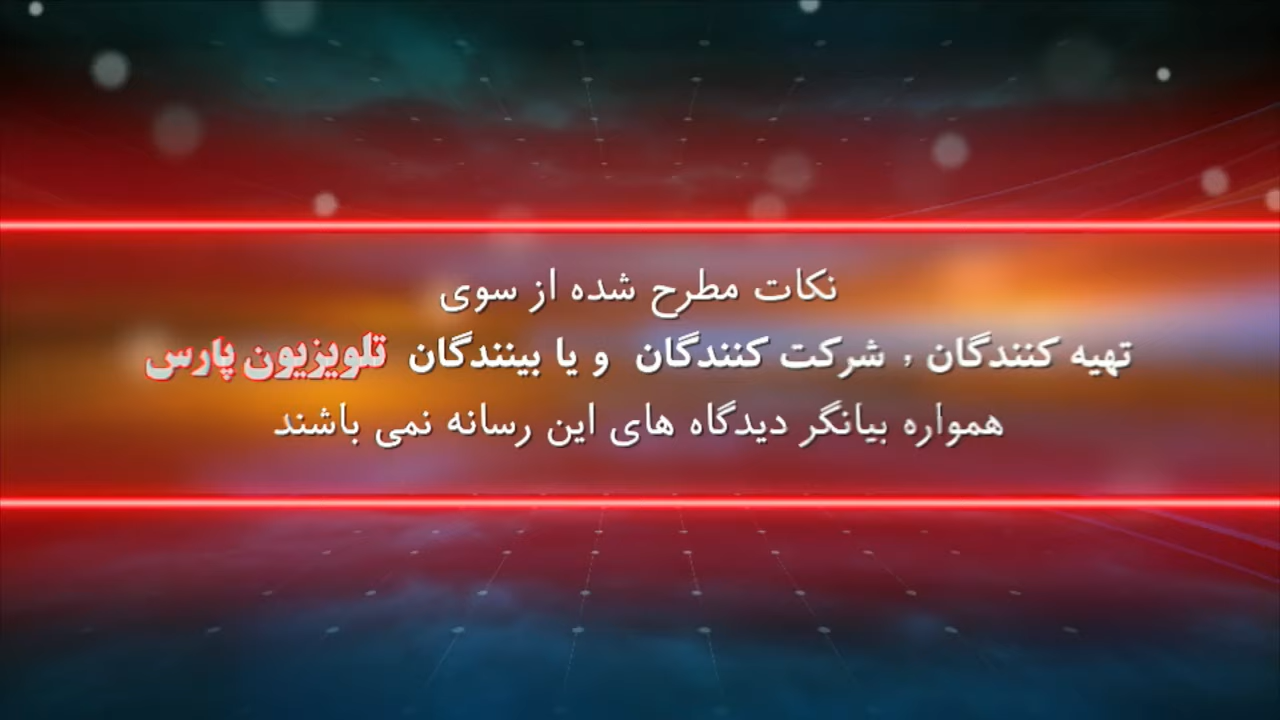 نکات مطرح شده از سوی
تهیه کنندگان ، شرکت کنندگان و یا بینندگان تلویزیون پارس
همواره بیانگر دیدگاه های این رسانه نمی باشند